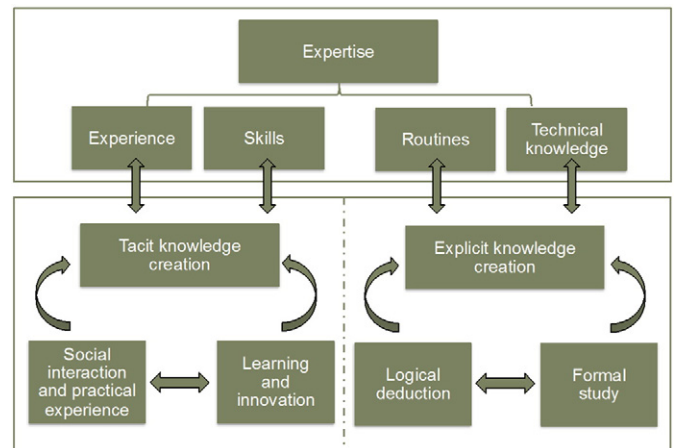 Expertise
Experience
Skills
Routines
Technical
knowledge
Tacit knowledge
creation
Explicit knowledge
creation
Social
interaction
and practical
experience
Learning
and
innovation
Logical
deduction
Formal
study